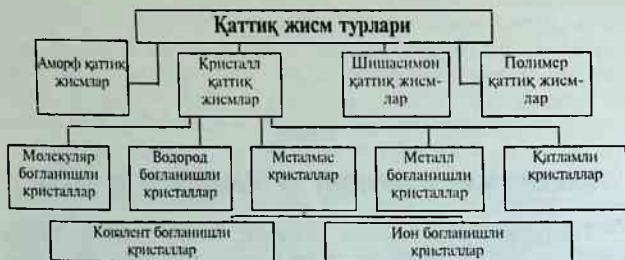 Қаттиқ жисм турлари
Аморф қаттиқ
жисмлар
Кристалл
қаттиқ
жисмлар
Шишасимон
қаттиқ жисм-
лар
Полимер
қаттиқ жисм-
лар
Молекуляр
боғланишли
кристаллар
Водород
боғланишли
кристаллар
Металмас
кристаллар
Металл
боғланишли
кристаллар
Қатламли
кристаллар
Ковалент боғланишли
кристаллар
Ион боғланишли
кристаллар